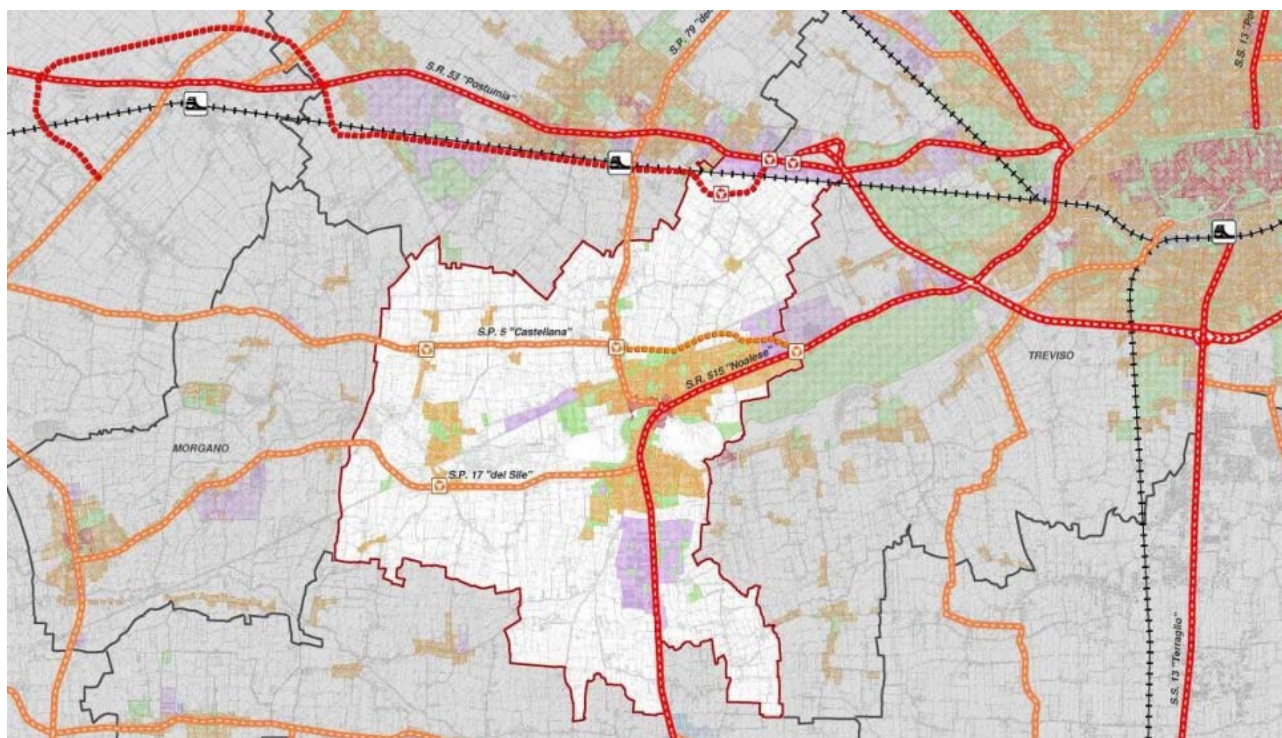 S.P. 79 "de
S.S. 13 "Po
S.R. 53 "Postumia"
S.P. 5 "Castellana"
TREVISO
S.R. 515 "Noalese"
MORGANO
S.P. 17 "del Sile"
S.S. 13 "Terraglio"